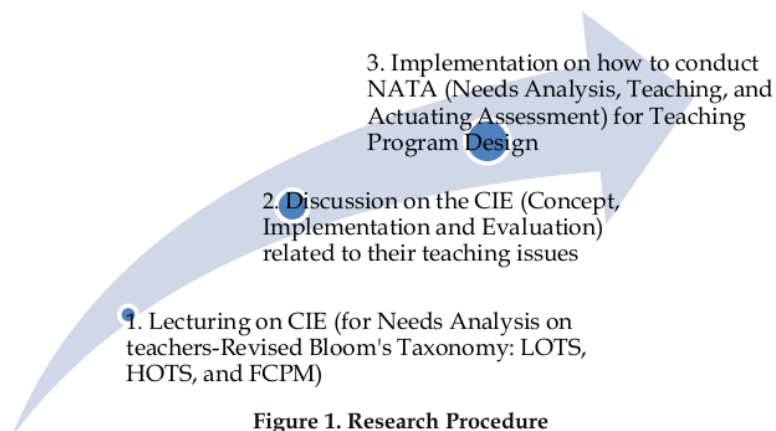 3. Implementation on how to conduct
NATA (Needs Analysis, Teaching, and
Actuating Assessment) for Teaching
Program Design
2. Discussion on the CIE (Concept,
Implementation and Evaluation)
related to their teaching issues
1. Lecturing on CIE (for Needs Analysis on
teachers-Revised Bloom's Taxonomy: LOTS,
HOTS, and FCPM)
Figure 1. Research Procedure